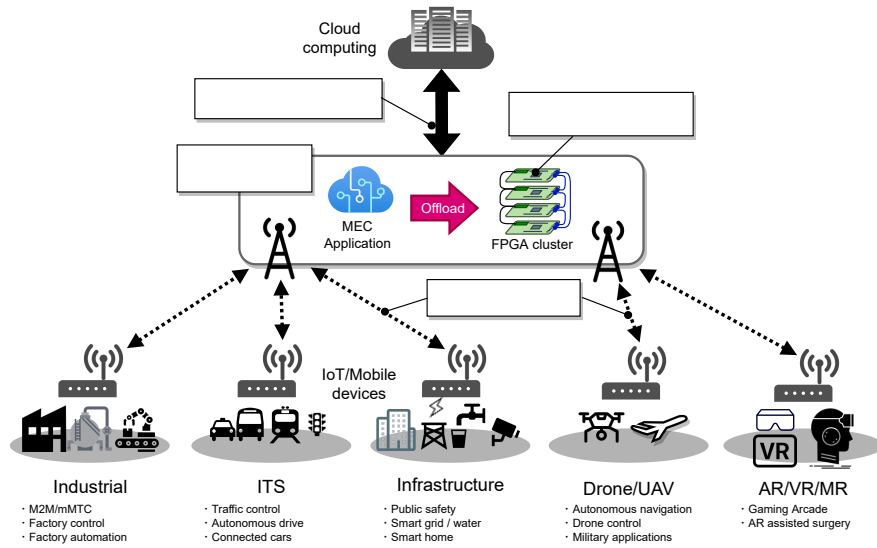 Cloud
computing
MEC
Application
Offload
FPGA cluster
IoT/Mobile
devices
VR
Industrial
・M2M/mMTC
・Factory control
・Factory automation
ITS
・Traffic control
・Autonomous drive
・Connected cars
Infrastructure
・Public safety
・Smart grid / water
・Smart home
Drone/UAV
・Autonomous navigation
・Drone control
・Military applications
AR/VR/MR
・Gaming Arcade
・AR assisted surgery